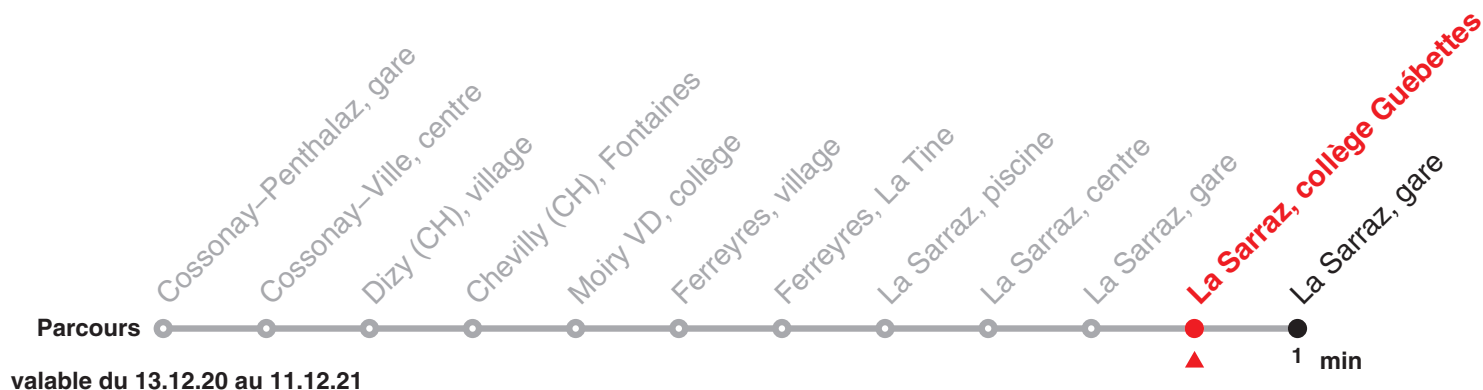 Cossonay–Penthalaz, gare
Cossonay–Ville, centre
Dizy (CH), village
Chevilly (CH), Fontaines
Moiry VD, collège
Ferreyres, village
Ferreyres, La Tine
La Sarraz, piscine
La Sarraz, centre
La Sarraz, gare
La Sarraz, collège Guébettes
La Sarraz, gare
Parcours
1 min
valable du 13.12.20 au 11.12.21